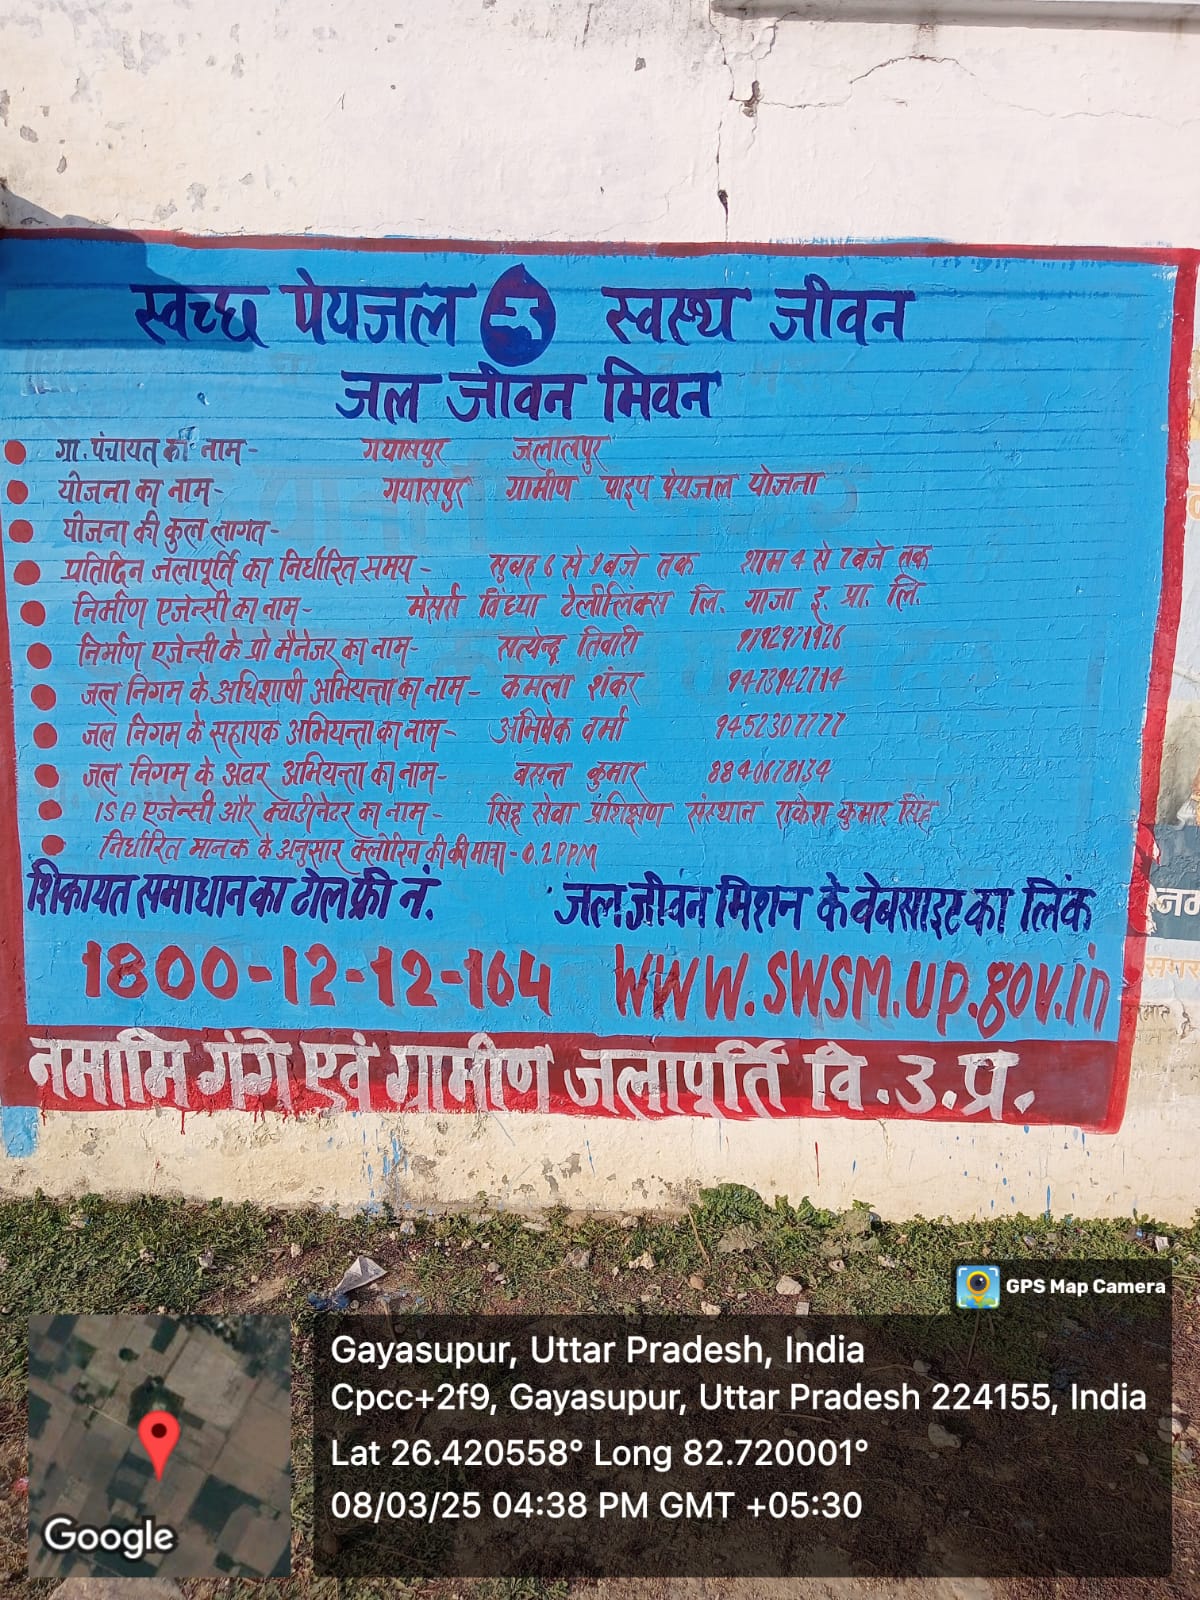 स्वच्छ पेयजल स्वस्थ जीवन
जल जीवन मिवन
ग्रा. पंचायत का नाम- गयासपुर जलालपुर
योजना का नाम- गयासपुर ग्रामीण पाइप पेयजल योजना
योजना की कुल लागत-
प्रतिदिन जलापूर्ति का निर्धारित समय- सुबह 6 से 9 बजे तक शाम 4 से 7 बजे तक
निर्माण एजेन्सी का नाम- मेसर्स विंध्या टेलीलिंक्स लि. गाजा इ. प्रा. लि.
निर्माण एजेन्सी के प्रो मैनेजर का नाम- सत्येन्द्र तिवारी
जल निगम के अधिशाषी अभियन्ता का नाम- कमला शंकर
जल निगम के सहायक अभियन्ता का नाम- अभिषेक वर्मा 9452307777
जल निगम के अवर अभियन्ता का नाम- बसन्त कुमार
ISA एजेन्सी और क्वार्डीनेटर का नाम- सिंह सेवा प्रशिक्षण संस्थान राकेश कुमार सिंह
निर्धारित मानक के अनुसार क्लोरिन की की मात्रा- 0.2 PPM
शिकायत समाधान का टोल फ्री नं. जल जीवन मिशन के वेबसाइट का लिंक
1800-12-12-164 WWW.SWSM.up.gov.in
नमामि गंगे एवं ग्रामीण जलापूर्ति वि.उ.प्र.
GPS Map Camera
Gayasupur, Uttar Pradesh, India
Cpcc+2f9, Gayasupur, Uttar Pradesh 224155, India
Lat 26.420558° Long 82.720001°
08/03/25 04:38 PM GMT +05:30
Google